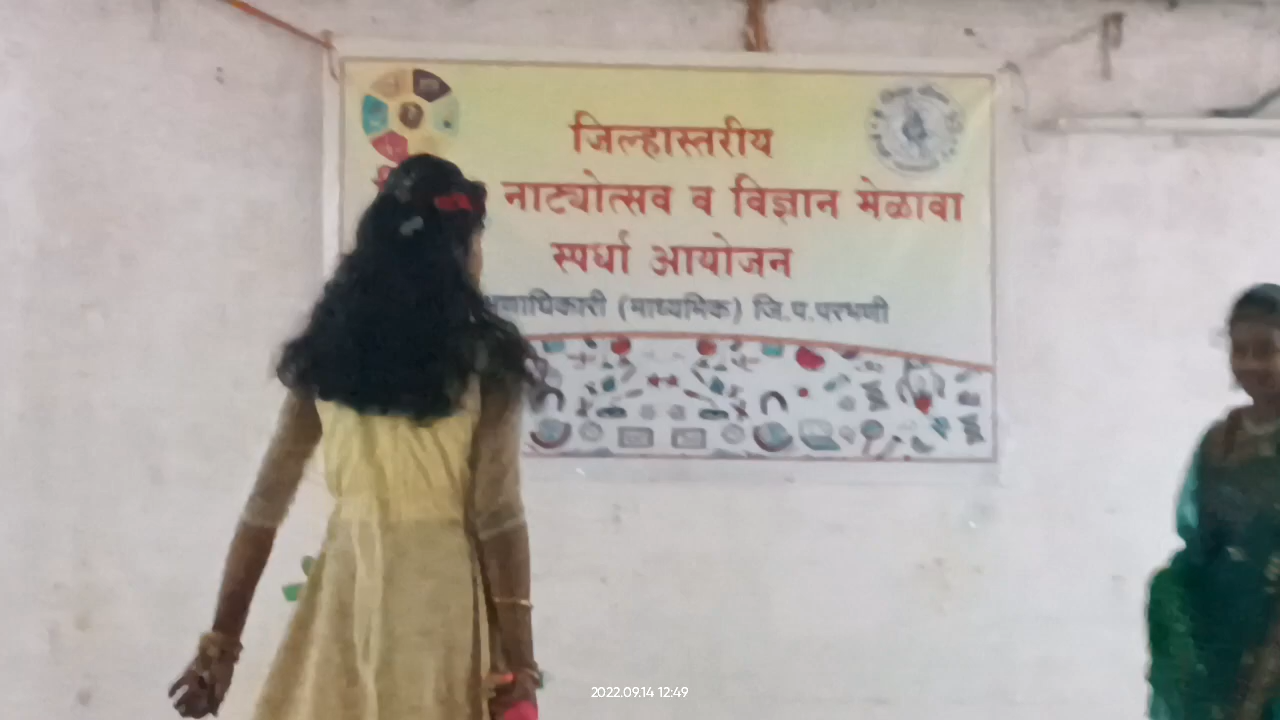 जिल्हास्तरीय
नाट्योत्सव व विज्ञान मेळावा
स्पर्धा आयोजन
(माध्यमिक) जि.प.परभणी
2022.09.14 12:49